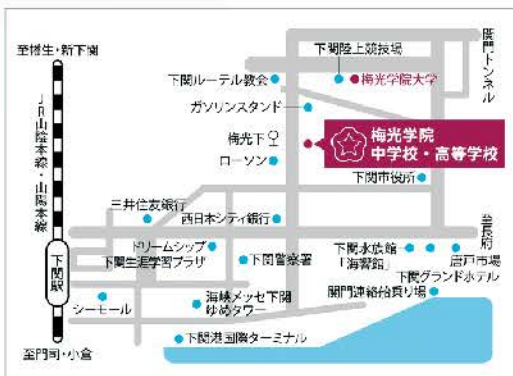 至幡生・新下関
JR山陰本線・山陽本線
下関駅
至門司・小倉
関門トンネル
下関陸上競技場
下関ルーテル教会
梅光学院大学
ガソリンスタンド
梅光下
梅光学院
中学校・高等学校
ローソン
下関市役所
三井住友銀行
西日本シティ銀行
至長府
ドリームシップ
下関生涯学習プラザ
下関警察署
下関水族館
「海響館」
唐戸市場
下関グランドホテル
シーモール
海峡メッセ下関
ゆめタワー
関門連絡船乗り場
下関港国際ターミナル